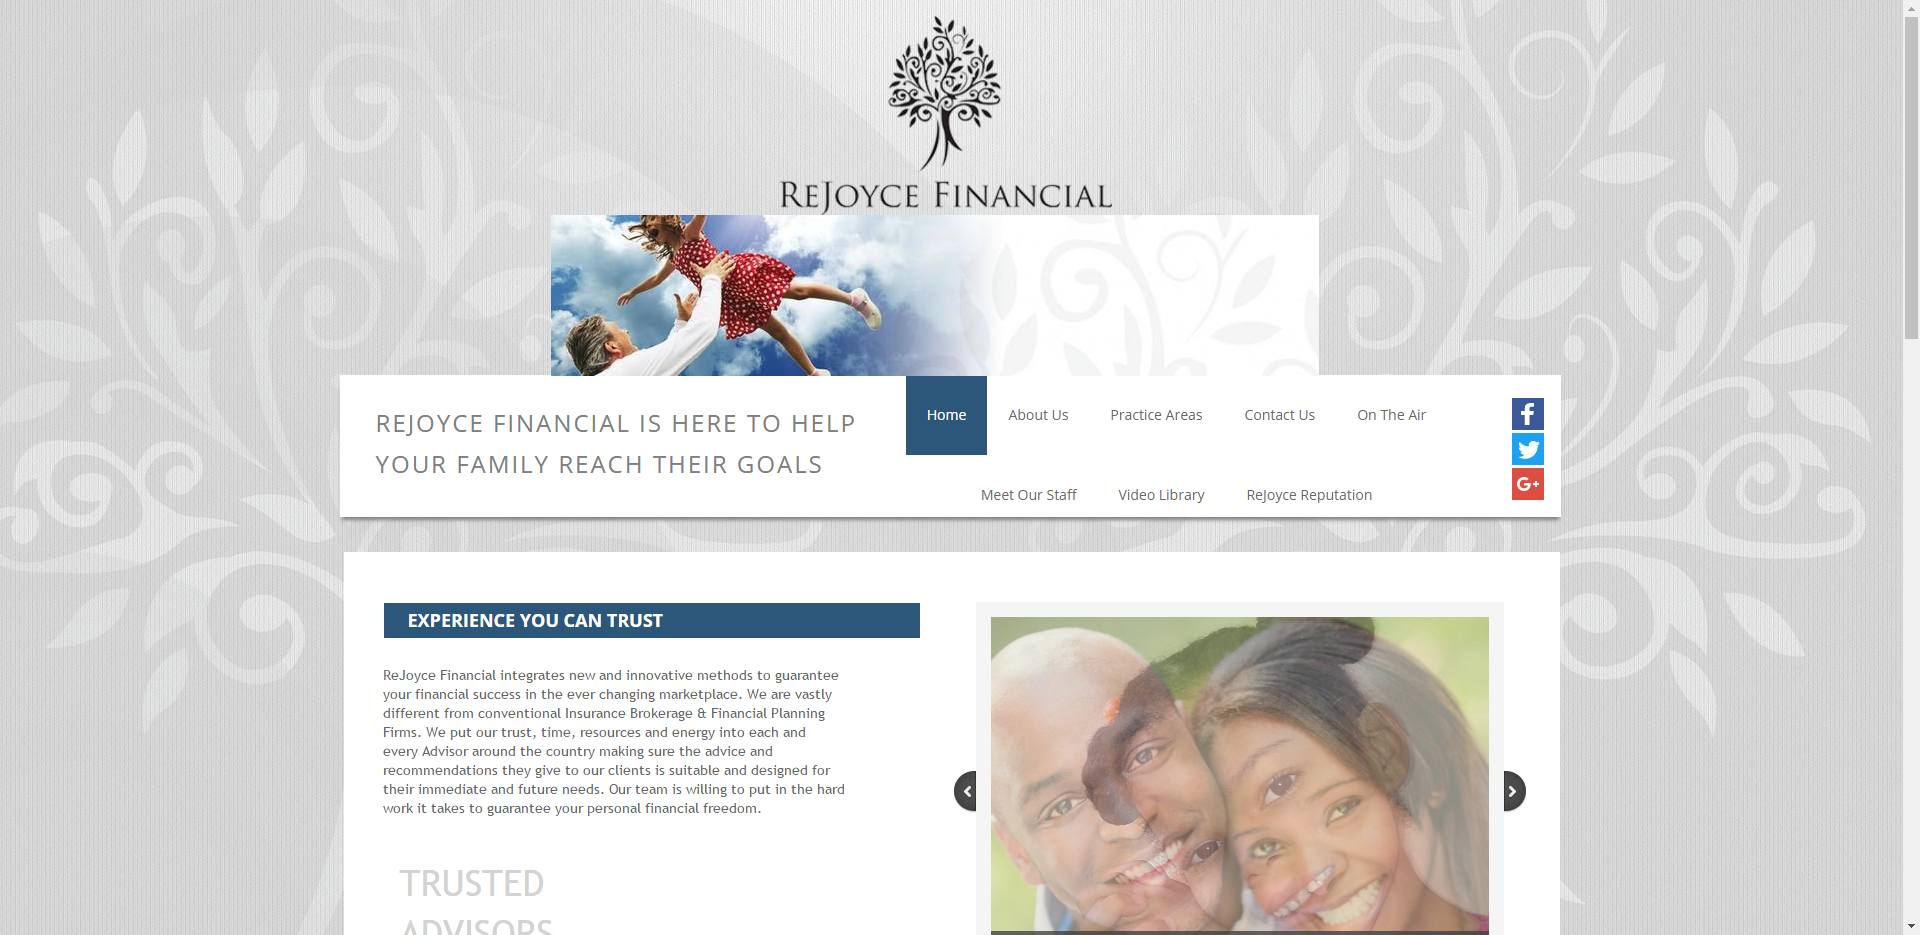 REJOYCE FINANCIAL
REJOYCE FINANCIAL IS HERE TO HELP
YOUR FAMILY REACH THEIR GOALS
Home
About Us
Practice Areas
Contact Us
On The Air
Meet Our Staff
Video Library
ReJoyce Reputation
EXPERIENCE YOU CAN TRUST
ReJoyce Financial integrates new and innovative methods to guarantee
your financial success in the ever changing marketplace. We are vastly
different from conventional Insurance Brokerage & Financial Planning
Firms. We put our trust, time, resources and energy into each and
every Advisor around the country making sure the advice and
recommendations they give to our clients is suitable and designed for
their immediate and future needs. Our team is willing to put in the hard
work it takes to guarantee your personal financial freedom.
TRUSTED
ADVISORS